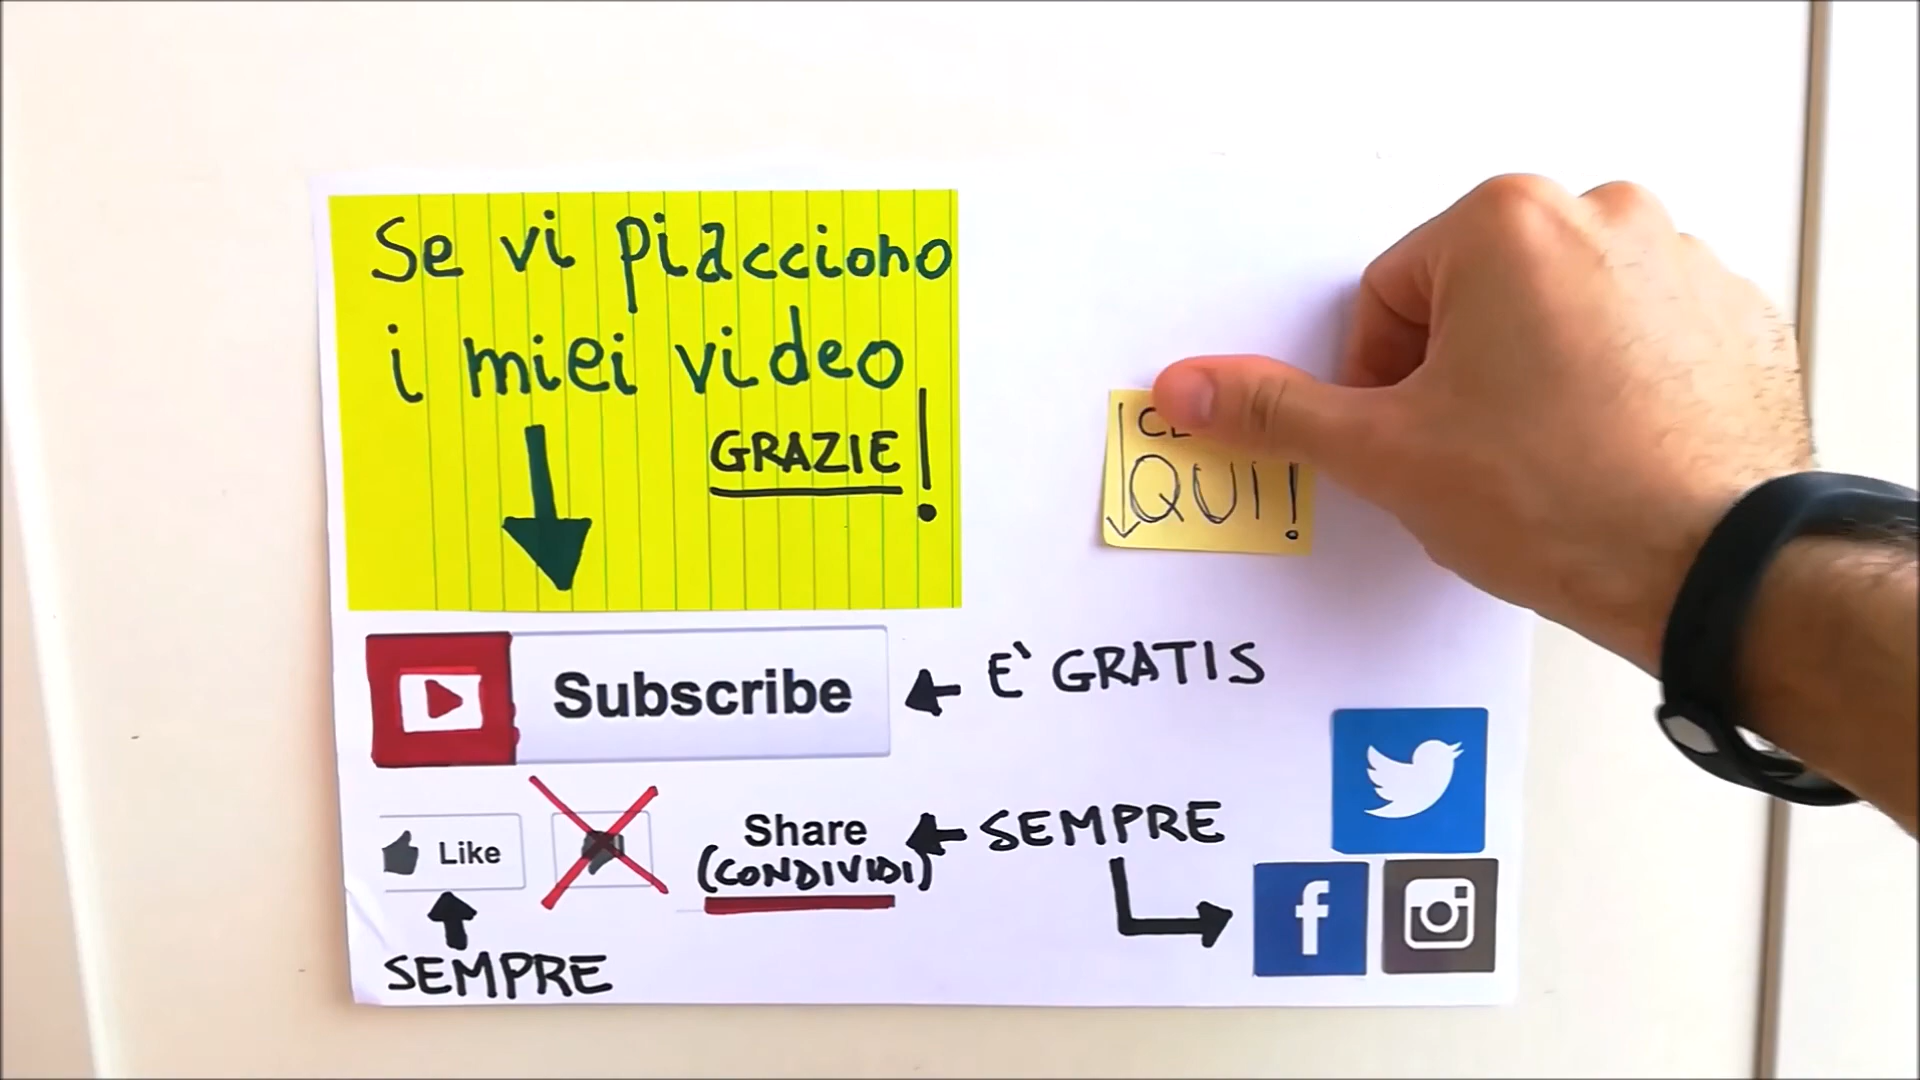 Se vi piacciono
i miei video
GRAZIE!
QUI!
Subscribe
E' GRATIS
Like
Share
(CONDIVIDI)
SEMPRE
SEMPRE
f